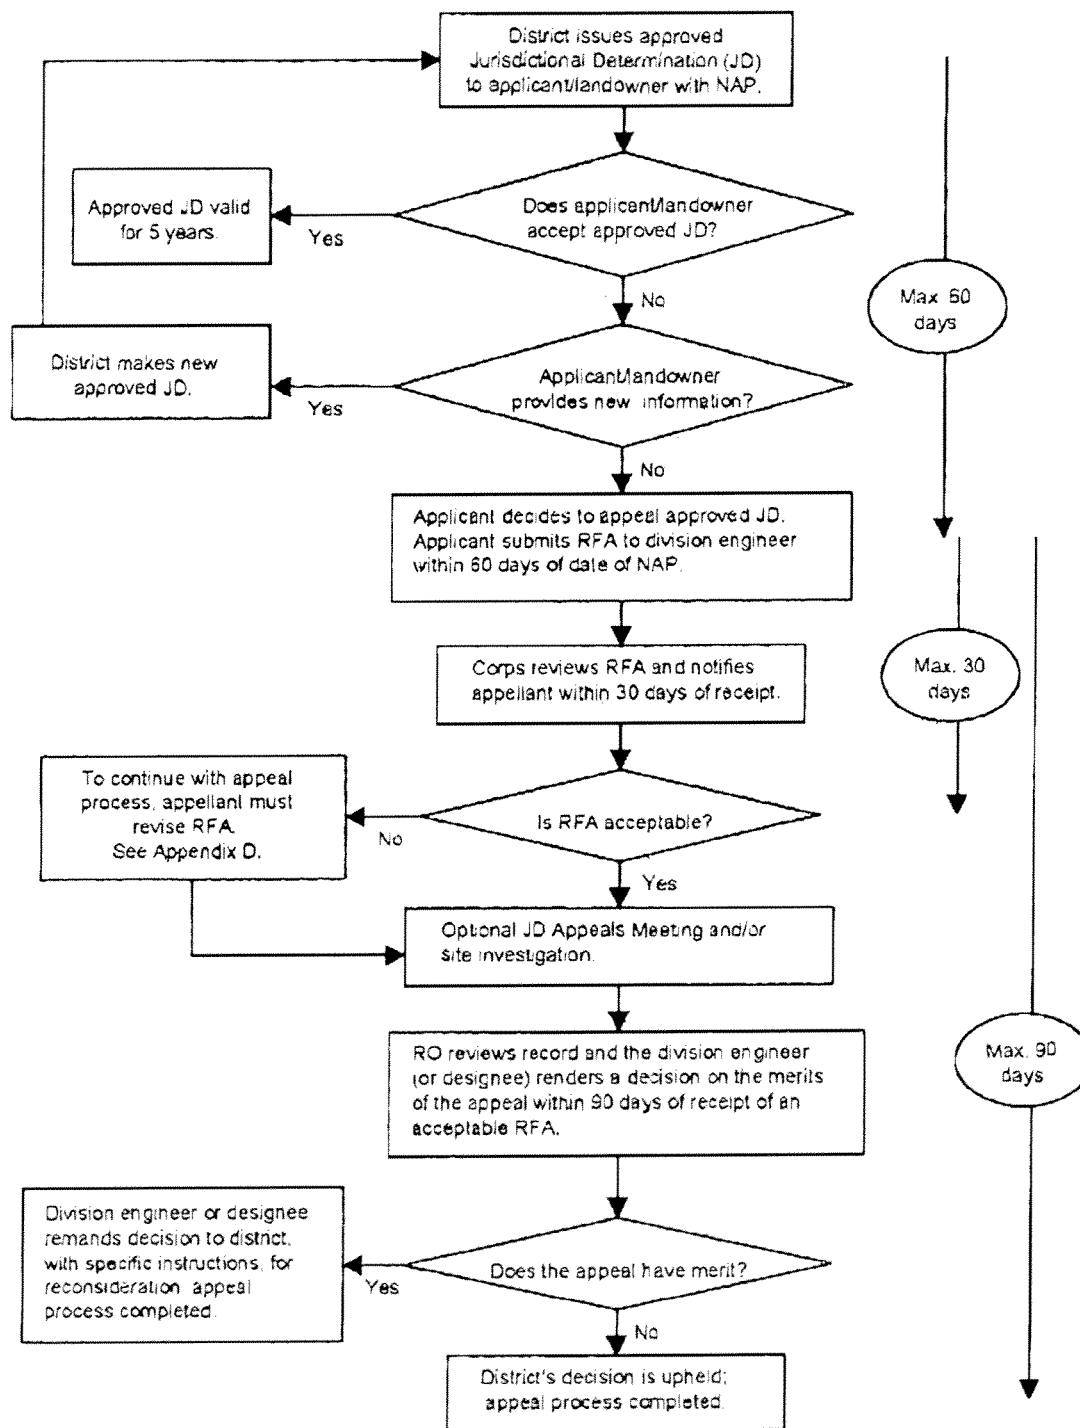 District issues approved
Jurisdictional Determination (JD)
to applicant/landowner with NAP.
Does applicant/landowner
accept approved JD?
Yes
Approved JD valid
for 5 years.
No
Max. 60
days
Applicant/landowner
provides new information?
Yes
District makes new
approved JD.
No
Applicant decides to appeal approved JD.
Applicant submits RFA to division engineer
within 60 days of date of NAP.
Corps reviews RFA and notifies
appellant within 30 days of receipt.
Max. 30
days
Is RFA acceptable?
No
To continue with appeal
process, appellant must
revise RFA.
See Appendix D.
Yes
Optional JD Appeals Meeting and/or
site investigation.
RO reviews record and the division engineer
(or designee) renders a decision on the merits
of the appeal within 90 days of receipt of an
acceptable RFA.
Max. 90
days
Does the appeal have merit?
Yes
Division engineer or designee
remands decision to district,
with specific instructions, for
reconsideration; appeal
process completed.
No
District's decision is upheld;
appeal process completed.